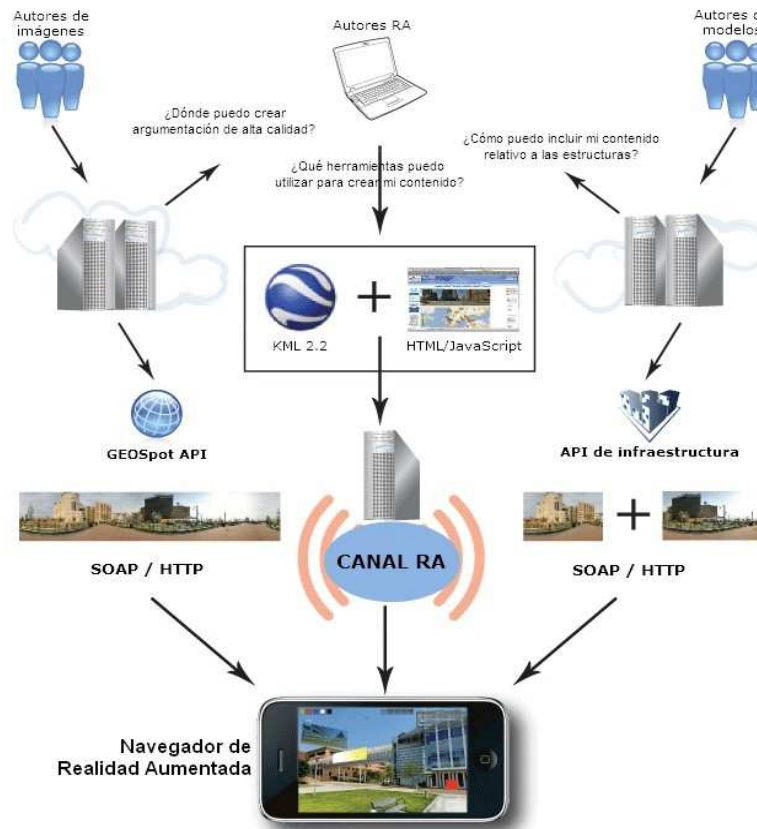 Autores de
imágenes
Autores RA
Autores d
modelos
¿Dónde puedo crear
argumentación de alta calidad?
¿Cómo puedo incluir mi contenido
relativo a las estructuras?
¿Qué herramientas puedo
utilizar para crear mi contenido?
KML 2.2
HTML/JavaScript
GEOSpot API
API de infraestructura
SOAP / HTTP
CANAL RA
SOAP / HTTP
Navegador de
Realidad Aumentada